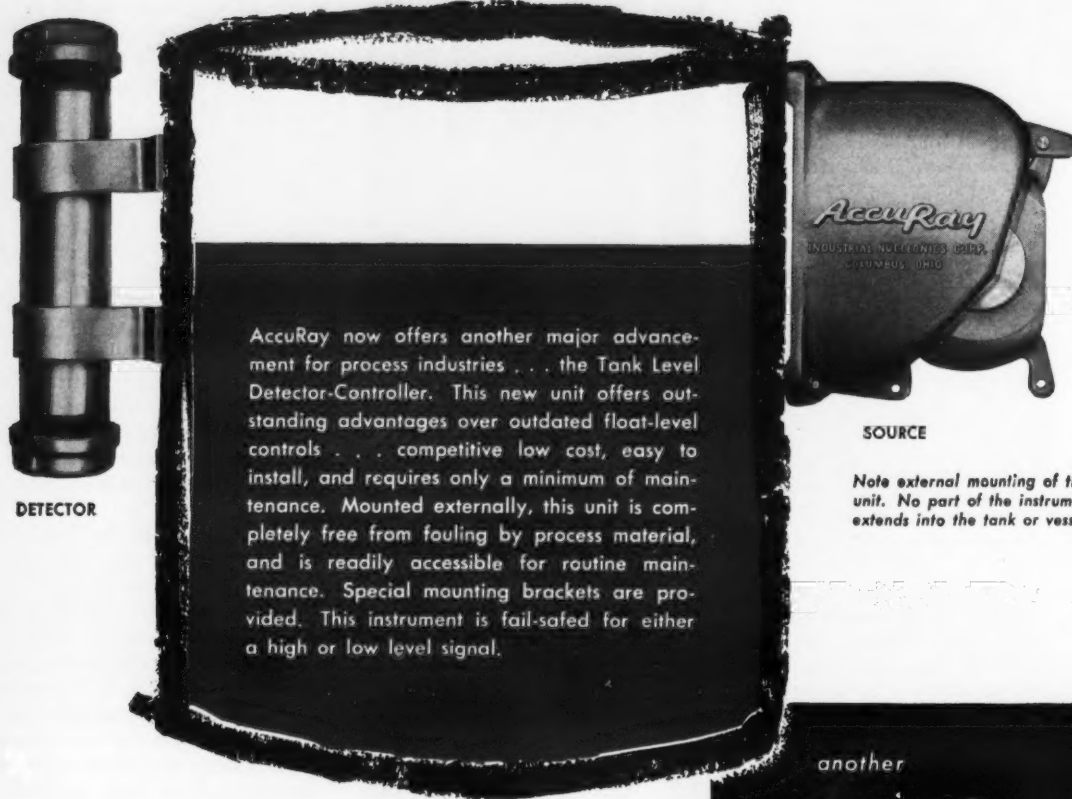 AccuRay
INDUSTRIAL NUCLEONICS CORP.
COLUMBUS, OHIO
AccuRay now offers another major advance-
ment for process industries . . . the Tank Level
Detector-Controller. This new unit offers out-
standing advantages over outdated float-level
controls . . . competitive low cost, easy to
install, and requires only a minimum of main-
tenance. Mounted externally, this unit is com-
pletely free from fouling by process material,
and is readily accessible for routine main-
tenance. Special mounting brackets are pro-
vided. This instrument is fail-safed for either
a high or low level signal.
DETECTOR
SOURCE
Note external mounting of
unit. No part of the
extends into the tank or
another